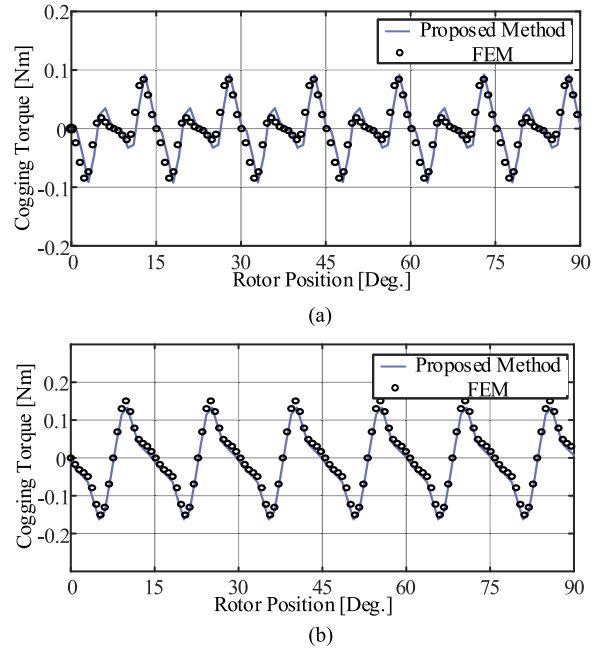 Proposed Method
FEM
Cogging Torque [Nm]
0.2
0.1
0
-0.1
-0.2
0 15 30 45 60 75 90
Rotor Position [Deg.]
(a)
Proposed Method
FEM
Cogging Torque [Nm]
0.2
0.1
0
-0.1
-0.2
0 15 30 45 60 75 90
Rotor Position [Deg.]
(b)